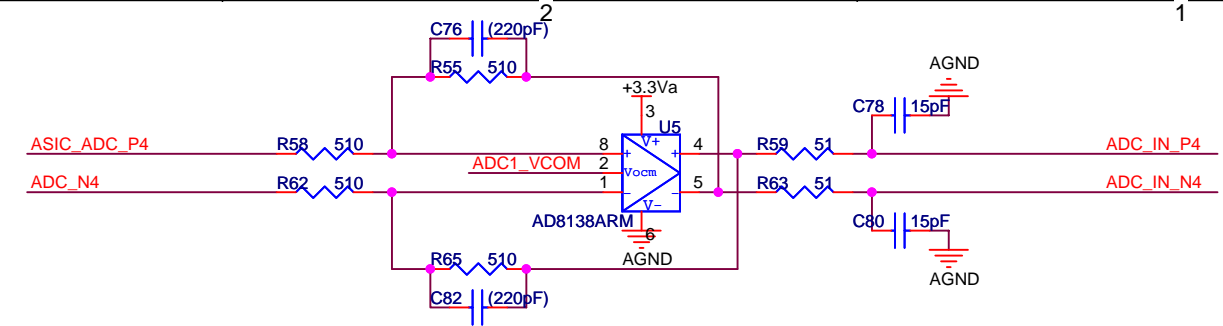 2 1
C76 (220pF)
R55 510
AGND
+3.3Va
3
C78 15pF
U5
V+
ASIC_ADC_P4 R58 510 8 + + 4 R59 51 ADC_IN_P4
ADC1_VCOM 2 Vocm
ADC_N4 R62 510 1 - - 5 R63 51 ADC_IN_N4
V-
AD8138ARM
6
C80 15pF
R65 510 AGND
AGND
C82 (220pF)